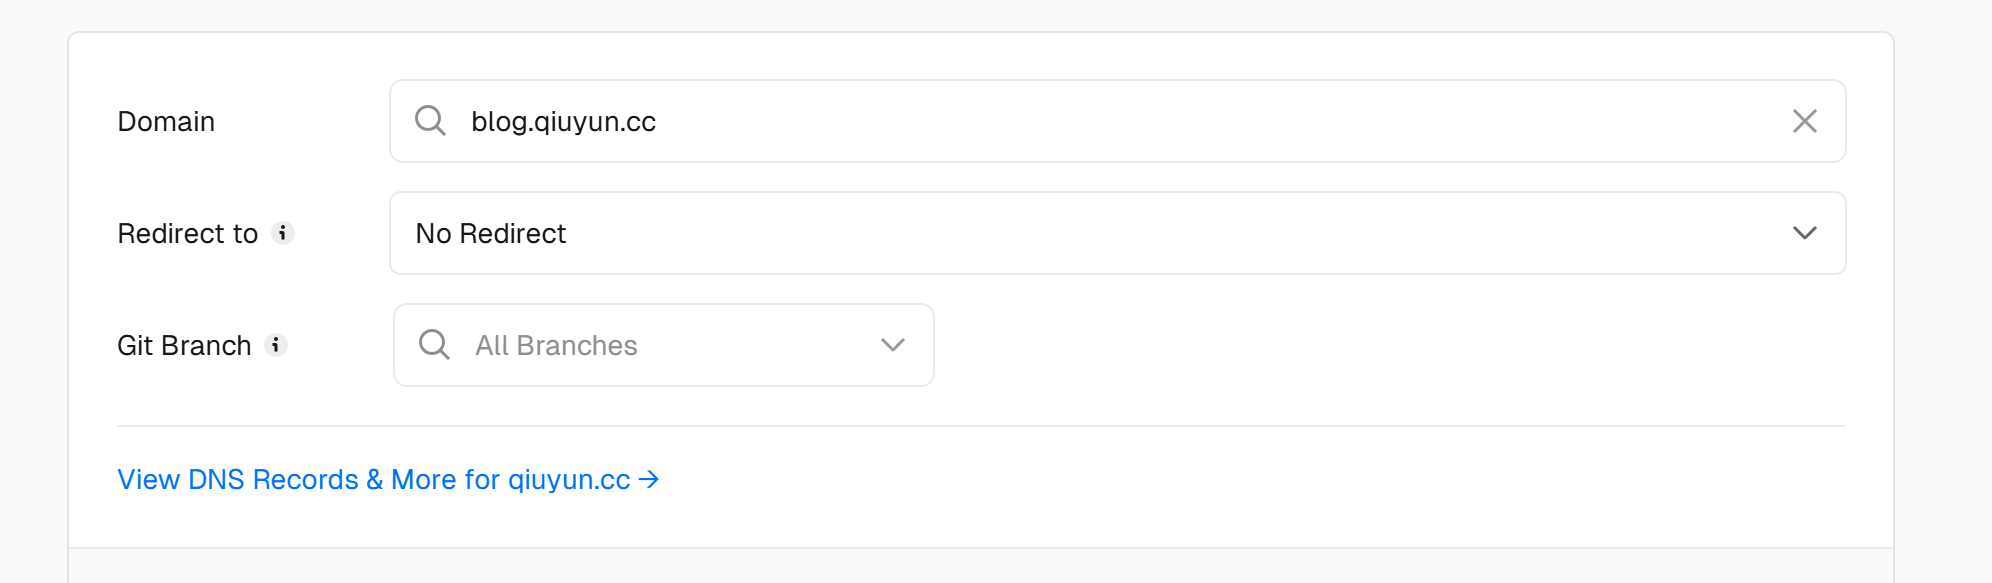 Domain
blog.qiuyun.cc
Redirect to
No Redirect
Git Branch
All Branches
View DNS Records & More for qiuyun.cc →